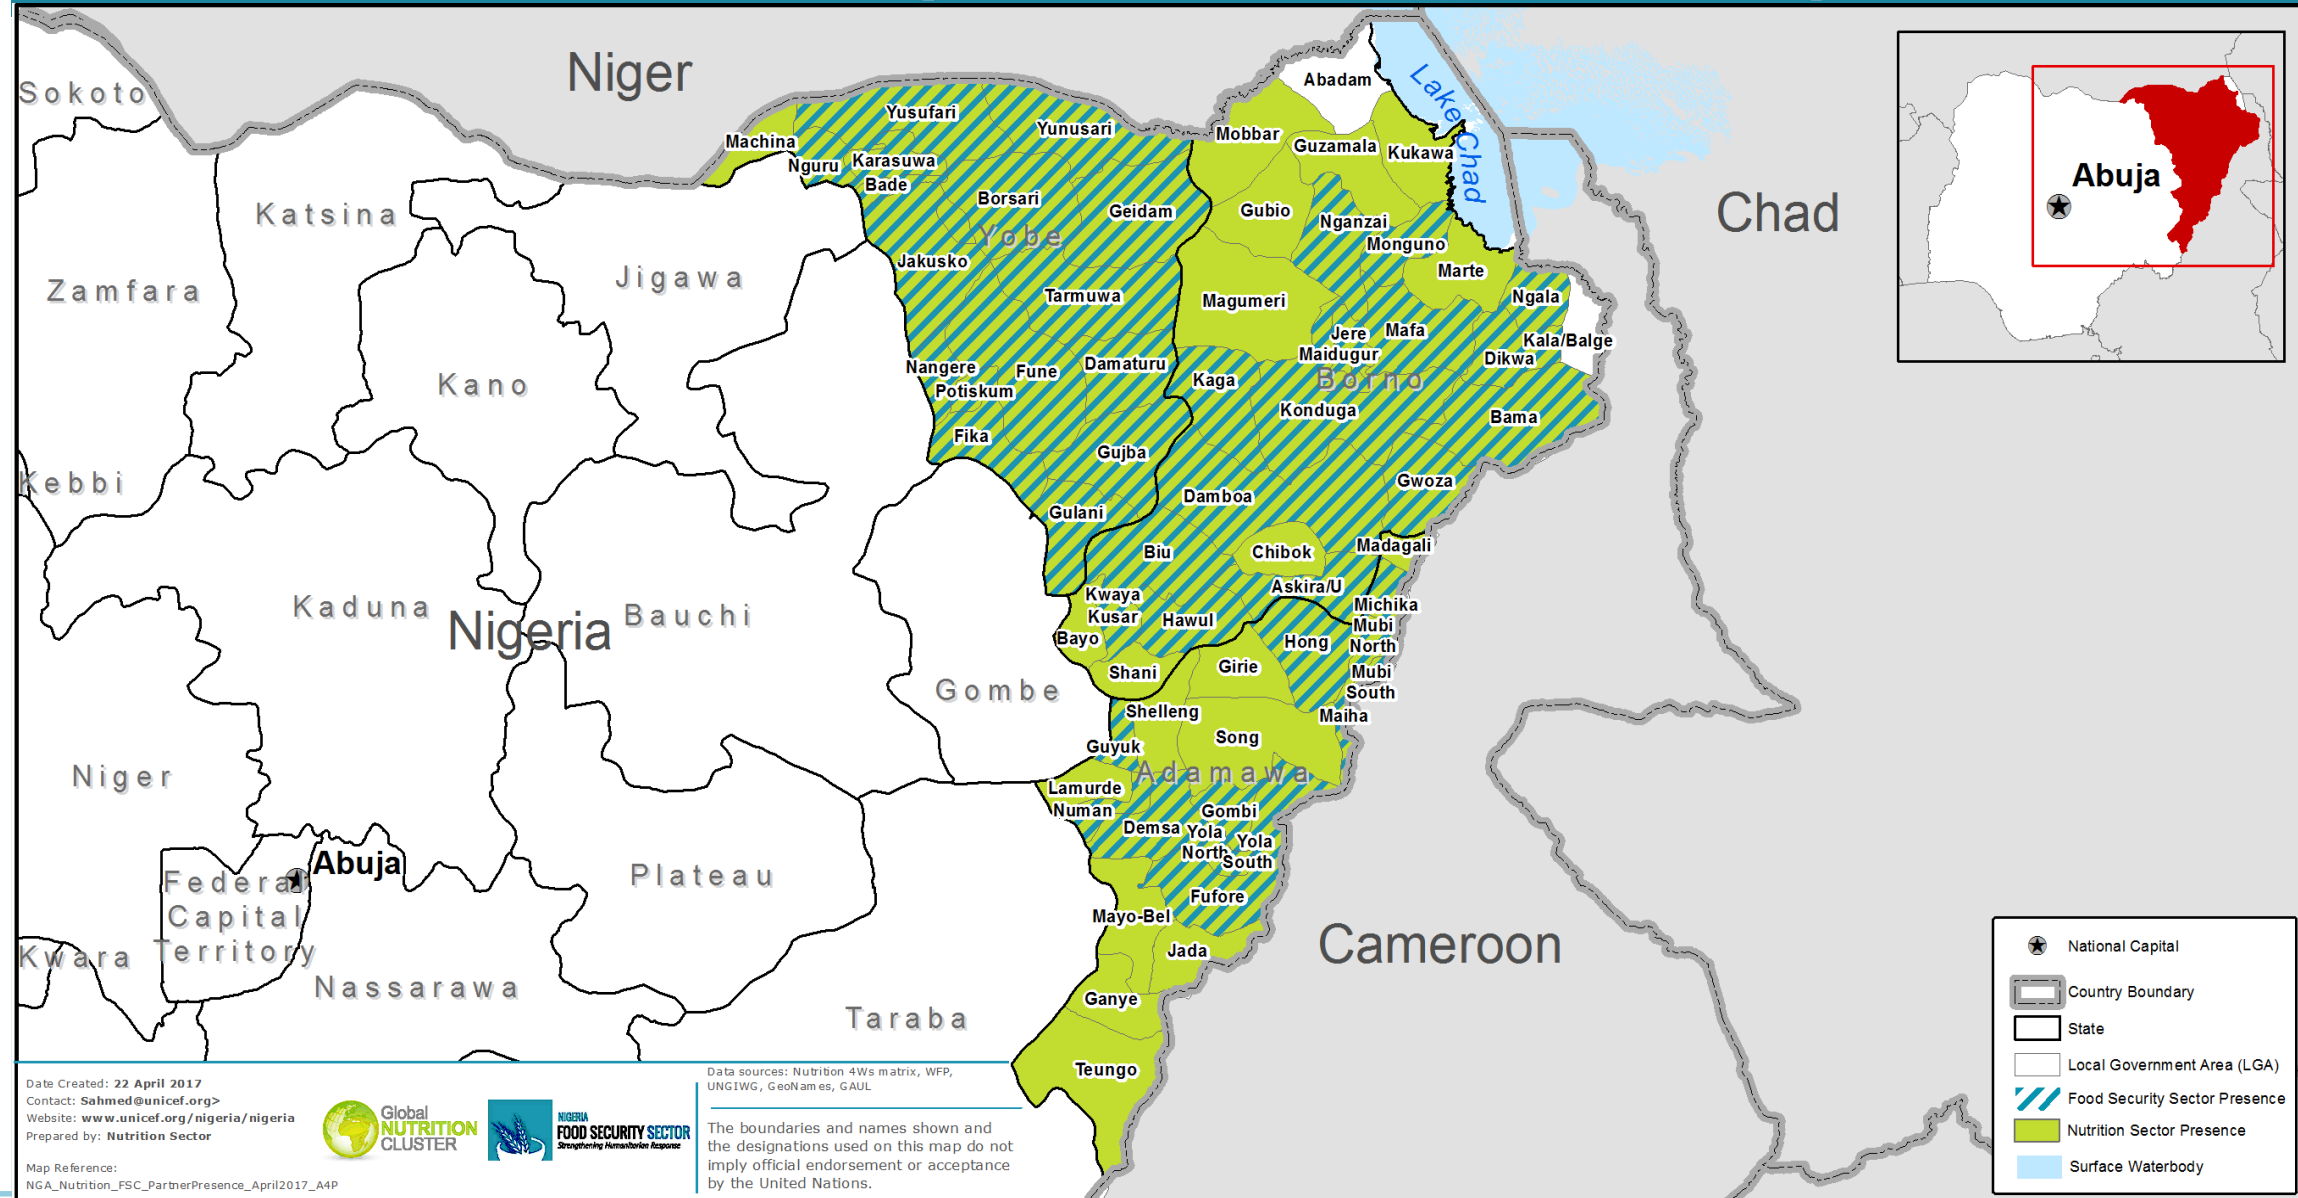 Niger
Chad
Cameroon
Nigeria
Lake Chad
Sokoto
Katsina
Zamfara
Jigawa
Kano
Kebbi
Kaduna
Bauchi
Gombe
Niger
Plateau
Federal
Capital
Territory
Abuja
Kwara
Nassarawa
Taraba
Yobe
Borno
Adamawa
Machina
Yusufari
Yunusari
Nguru
Karasuwa
Bade
Borsari
Geidam
Jakusko
Tarmuwa
Nangere
Fune
Damaturu
Potiskum
Fika
Gujba
Gulani
Abadam
Mobbar
Guzamala
Kukawa
Gubio
Nganzai
Monguno
Marte
Magumeri
Ngala
Jere
Mafa
Kala/Balge
Maidugur
Dikwa
Kaga
Konduga
Bama
Gwoza
Damboa
Biu
Chibok
Askira/U
Kwaya
Kusar
Hawul
Bayo
Shani
Madagali
Michika
Mubi
North
Hong
Mubi
South
Girie
Maiha
Shelleng
Song
Guyuk
Lamurde
Numan
Gombi
Demsa
Yola
North
Yola
South
Fufore
Mayo-Bel
Jada
Ganye
Teungo
Abuja
National Capital
Country Boundary
State
Local Government Area (LGA)
Food Security Sector Presence
Nutrition Sector Presence
Surface Waterbody
Date Created: 22 April 2017
Contact: Sahmed@unicef.org>
Website: www.unicef.org/nigeria/nigeria
Prepared by: Nutrition Sector
Map Reference:
NGA_Nutrition_FSC_PartnerPresence_April2017_A4P
Global
NUTRITION
CLUSTER
NIGERIA
FOOD SECURITY SECTOR
Strengthening Humanitarian Response
Data sources: Nutrition 4Ws matrix, WFP,
UNGIWG, GeoNames, GAUL
The boundaries and names shown and
the designations used on this map do not
imply official endorsement or acceptance
by the United Nations.